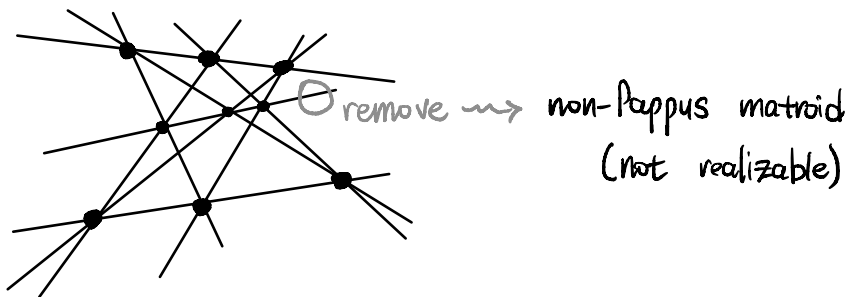 remove ⇝ non-Pappus matroid
(not realizable)